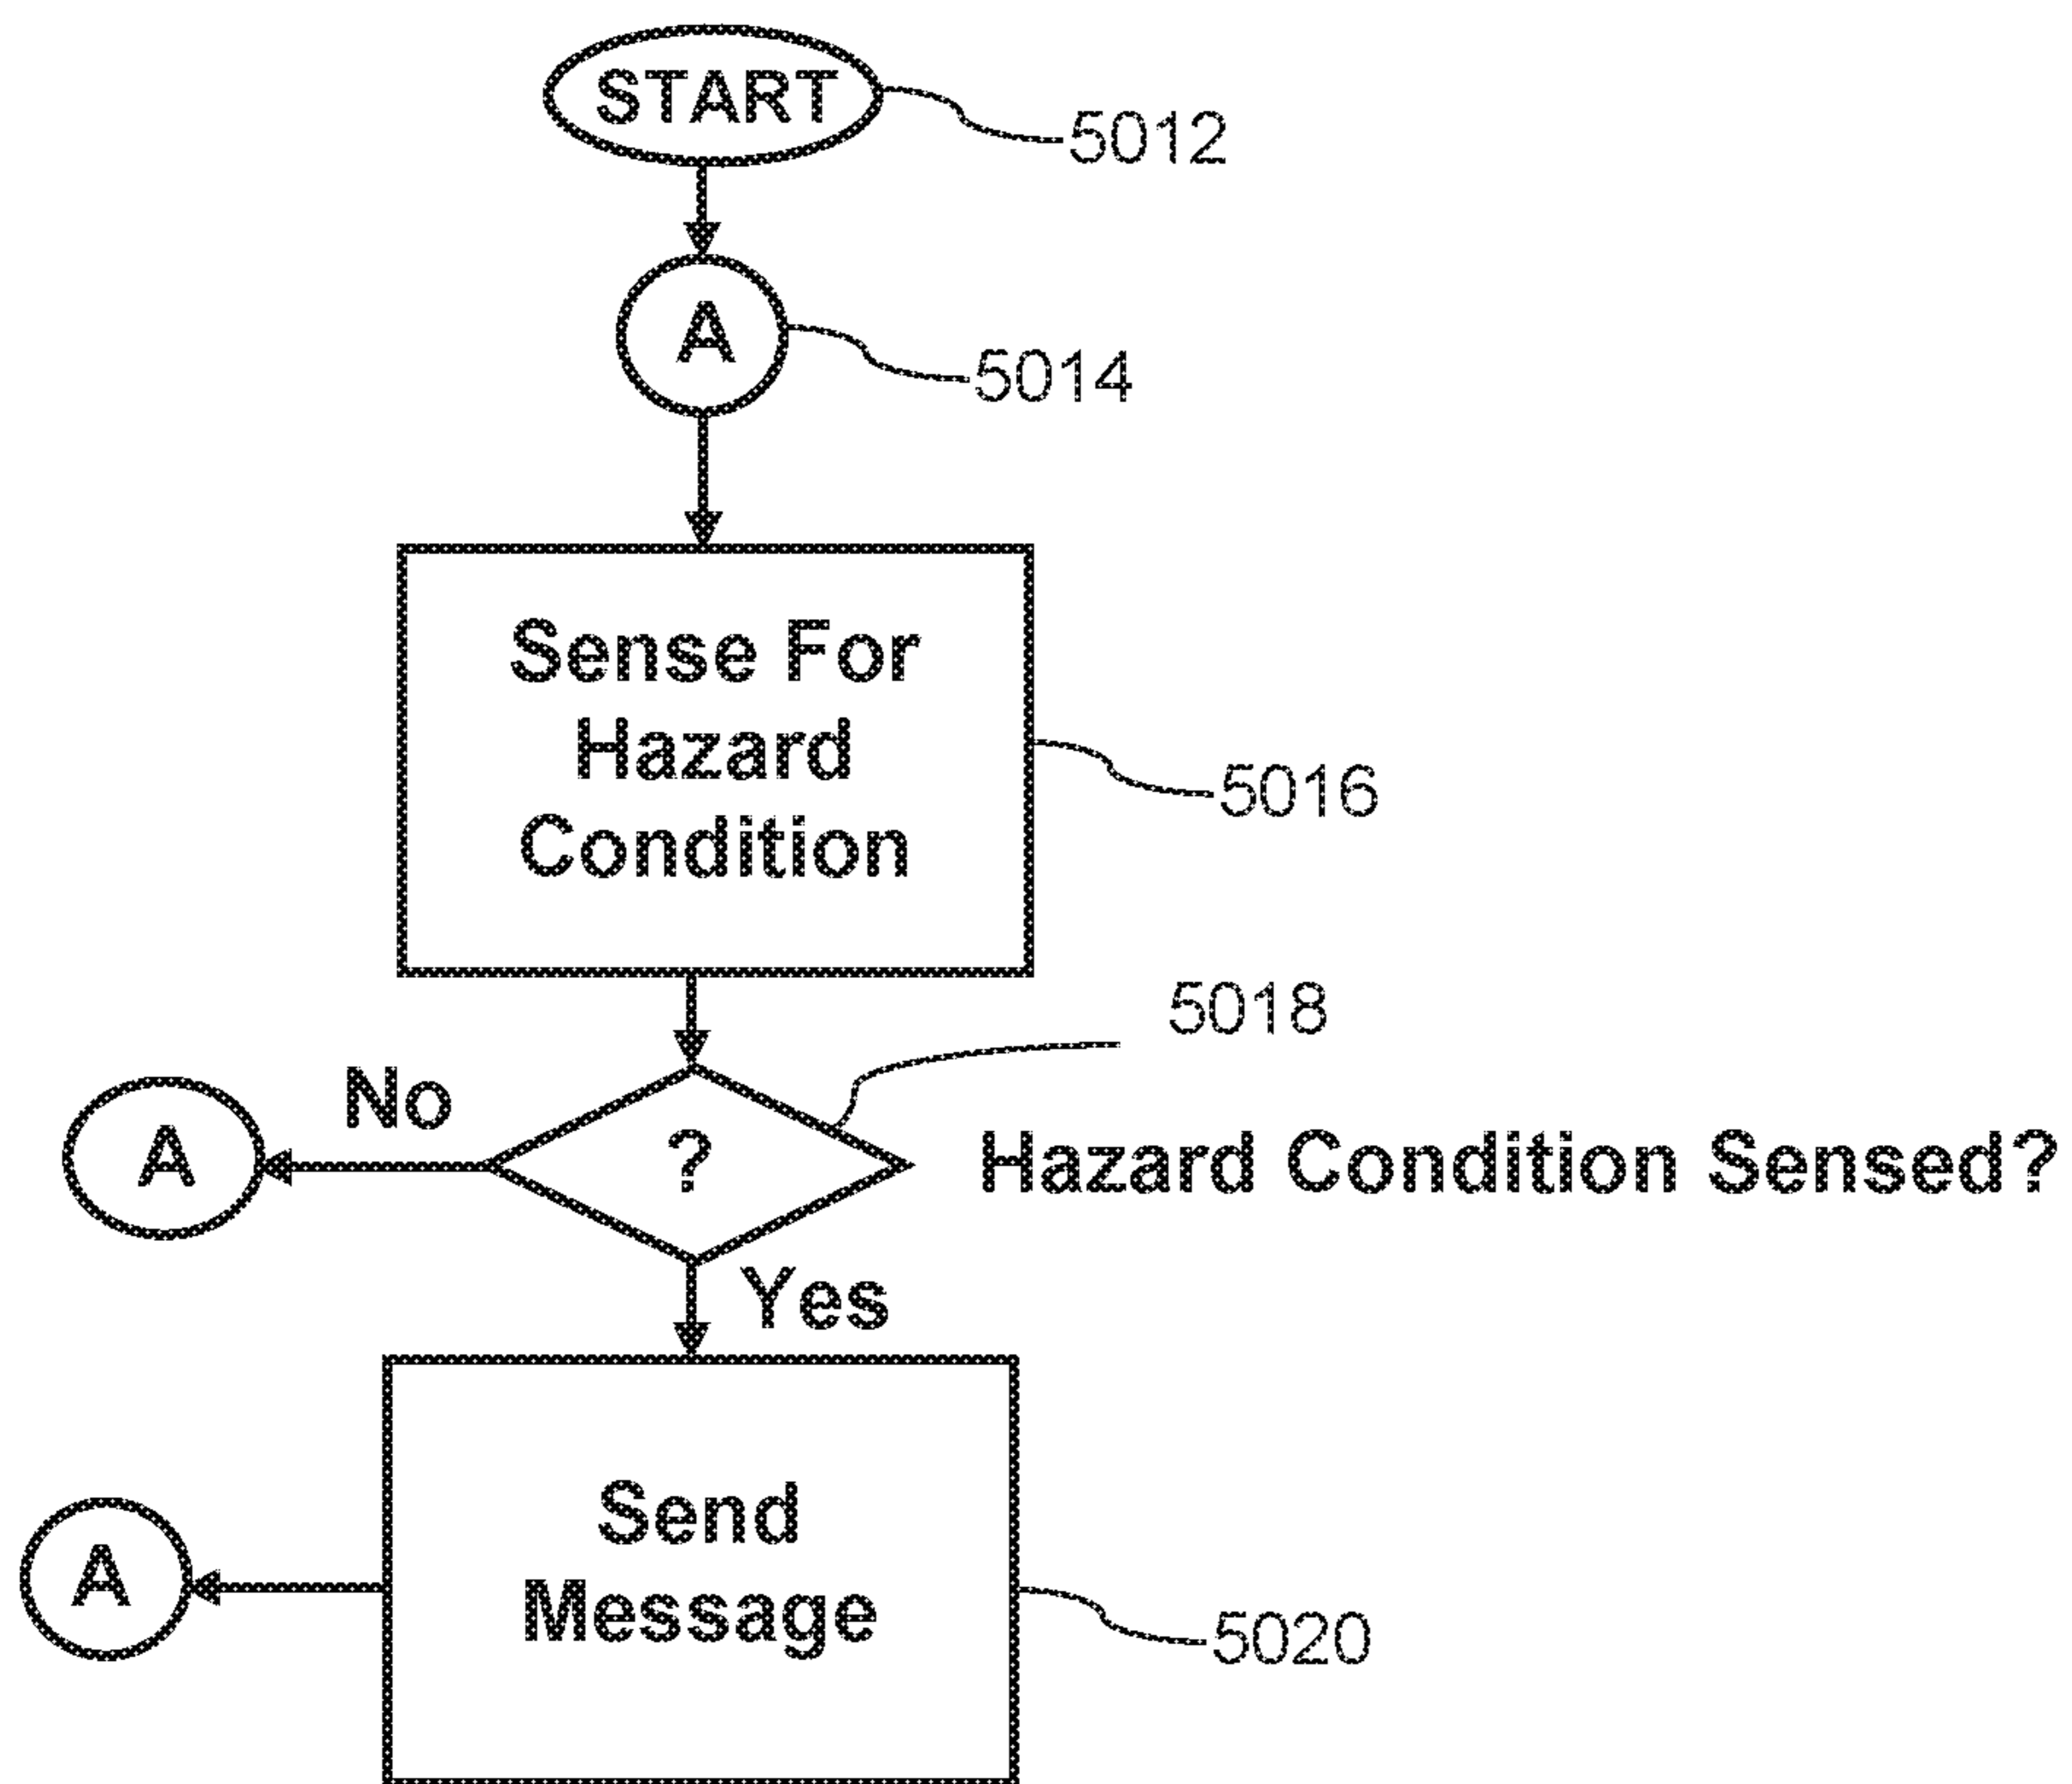 START
5012
A
5014
Sense For
Hazard
Condition
5016
5018
No
A
?
Hazard Condition Sensed?
Yes
Send
Message
A
5020